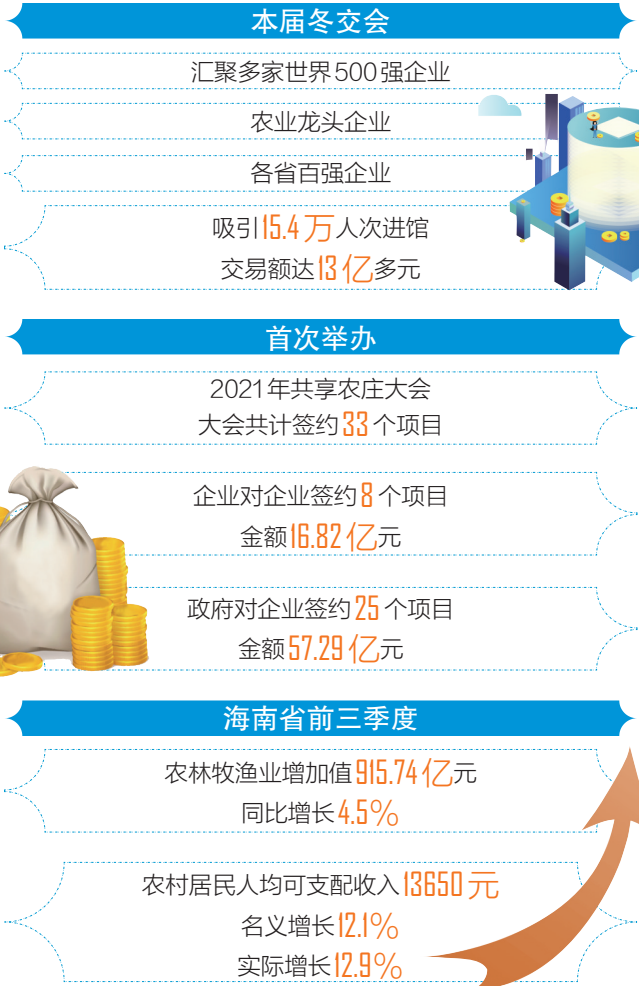 本届冬交会
汇聚多家世界500强企业
农业龙头企业
各省百强企业
吸引15.4万人次进馆
交易额达13亿多元
首次举办
2021年共享农庄大会
大会共计签约33个项目
企业对企业签约8个项目
金额16.82亿元
政府对企业签约25个项目
金额57.29亿元
海南省前三季度
农林牧渔业增加值915.74亿元
同比增长4.5%
农村居民人均可支配收入13650元
名义增长12.1%
实际增长12.9%